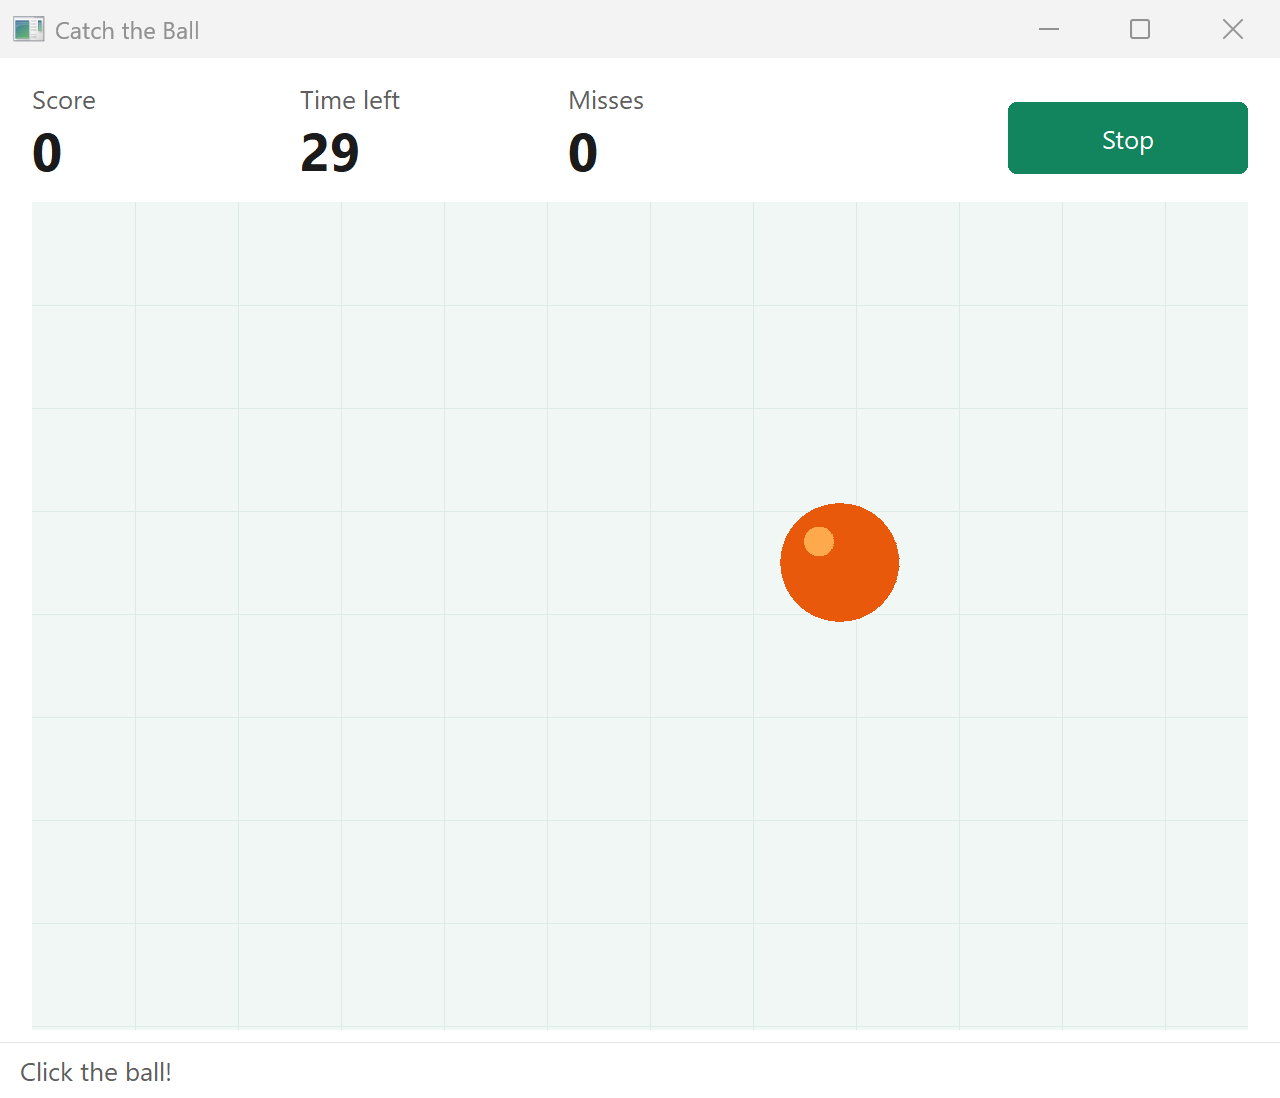 Catch the Ball
Score
0
Time left
29
Misses
0
Stop
Click the ball!